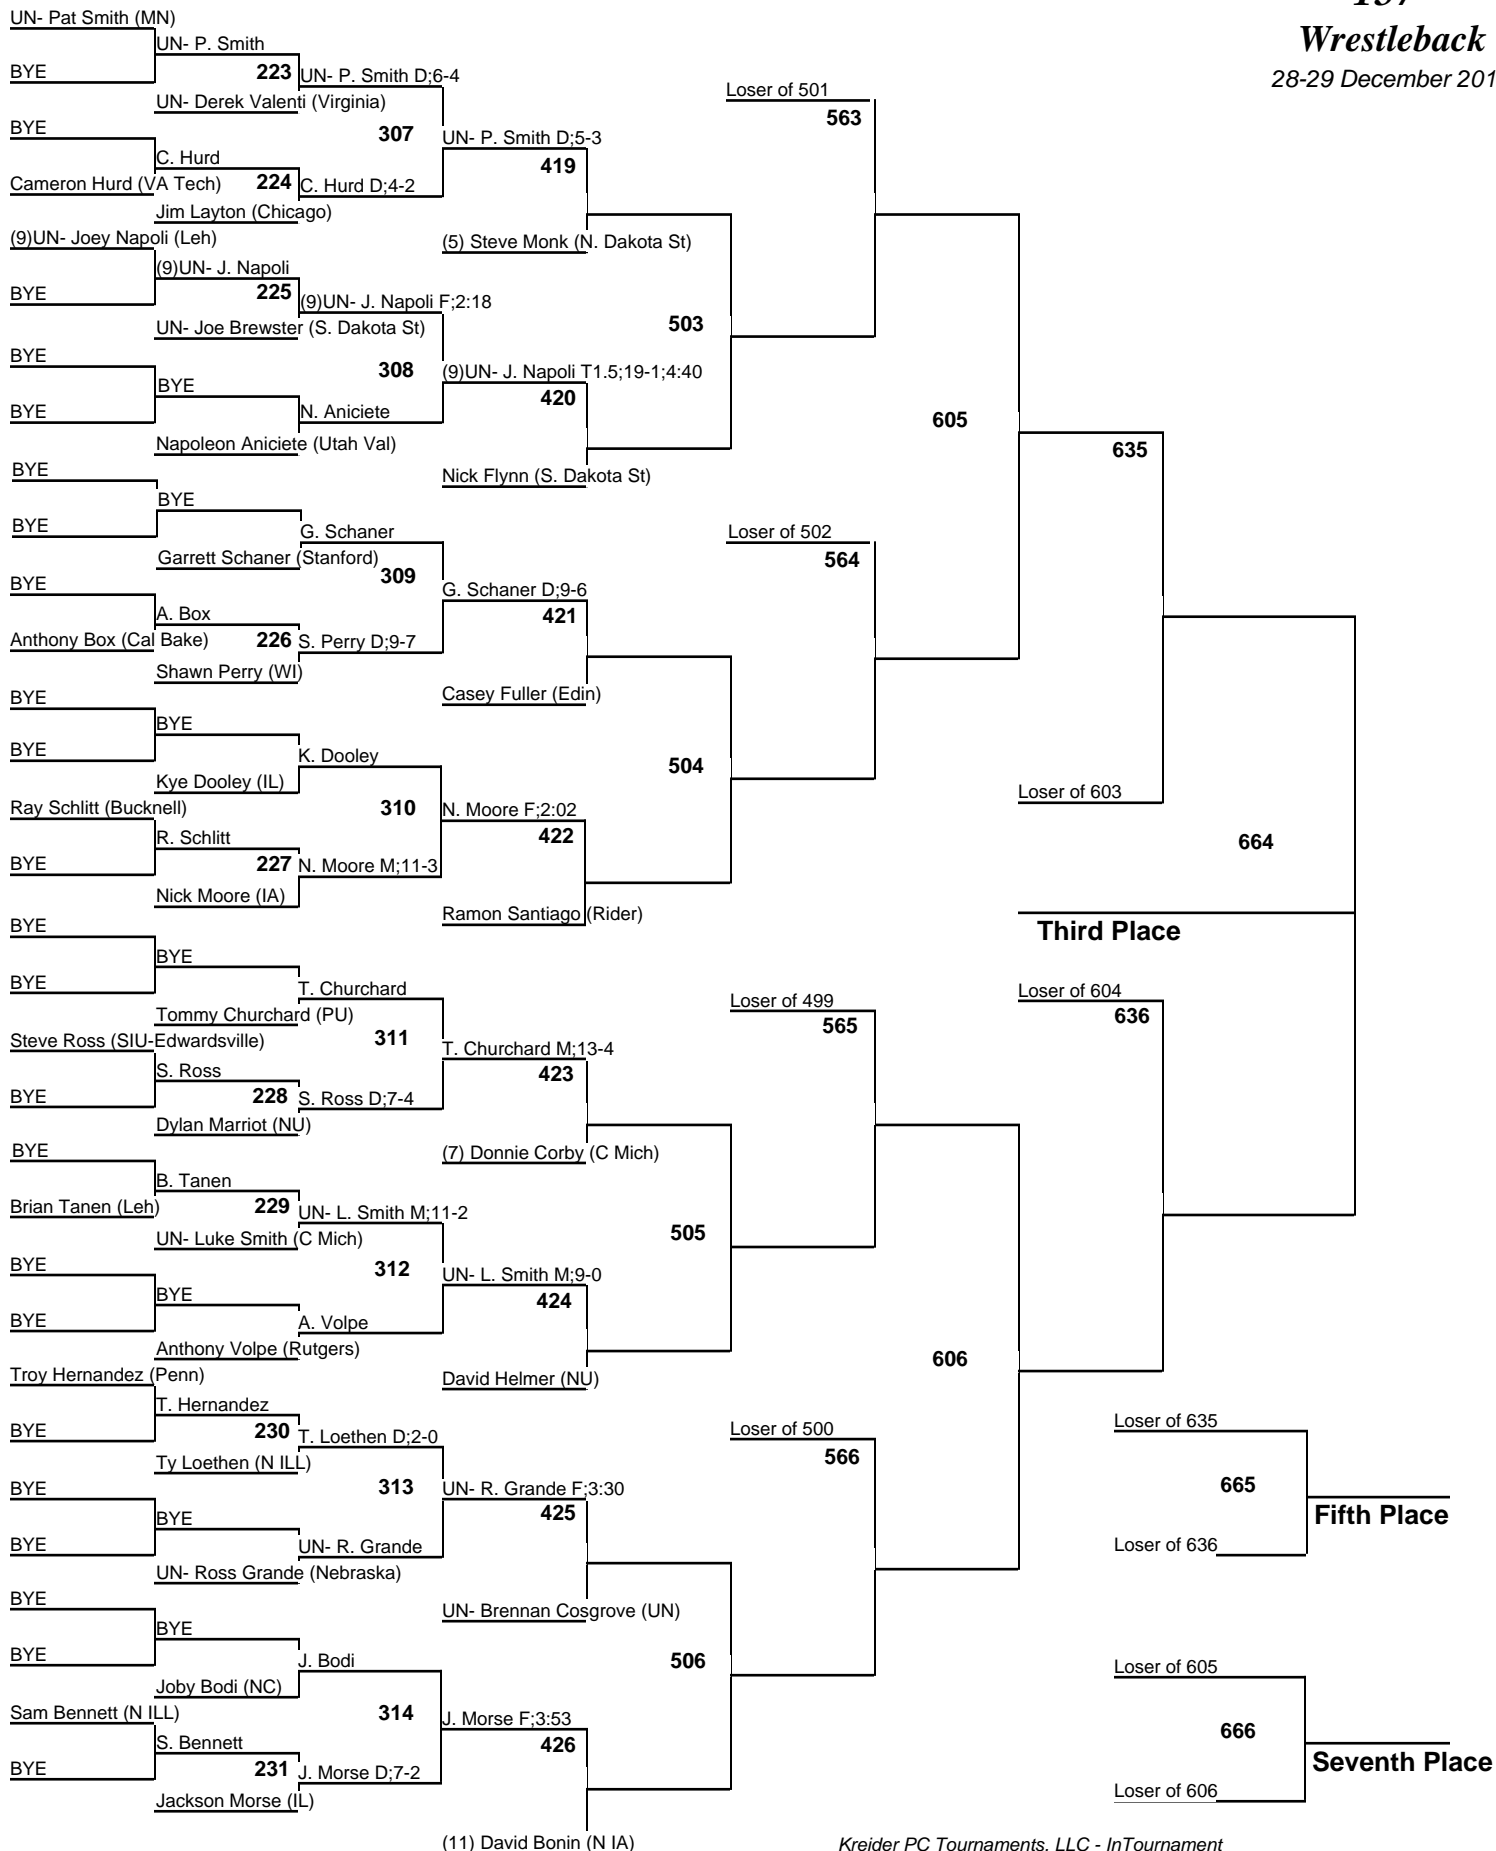 Wrestleback
28-29 December 201
UN- Pat Smith (MN)
UN- P. Smith
BYE
223
UN- P. Smith D;6-4
UN- Derek Valenti (Virginia)
BYE
307
UN- P. Smith D;5-3
C. Hurd
419
Cameron Hurd (VA Tech)
224
C. Hurd D;4-2
Jim Layton (Chicago)
(9)UN- Joey Napoli (Leh)
(5) Steve Monk (N. Dakota St)
(9)UN- J. Napoli
BYE
225
(9)UN- J. Napoli F;2:18
UN- Joe Brewster (S. Dakota St)
503
BYE
308
(9)UN- J. Napoli T1.5;19-1;4:40
BYE
420
BYE
N. Aniciete
Napoleon Aniciete (Utah Val)
BYE
Nick Flynn (S. Dakota St)
BYE
BYE
G. Schaner
Garrett Schaner (Stanford)
BYE
309
G. Schaner D;9-6
A. Box
421
Anthony Box (Cal Bake)
226
S. Perry D;9-7
Shawn Perry (WI)
Casey Fuller (Edin)
BYE
BYE
BYE
K. Dooley
504
Kye Dooley (IL)
Ray Schlitt (Bucknell)
310
N. Moore F;2:02
R. Schlitt
422
BYE
227
N. Moore M;11-3
Nick Moore (IA)
Ramon Santiago (Rider)
BYE
BYE
BYE
T. Churchard
Tommy Churchard (PU)
Steve Ross (SIU-Edwardsville)
311
T. Churchard M;13-4
S. Ross
423
BYE
228
S. Ross D;7-4
Dylan Marriot (NU)
BYE
(7) Donnie Corby (C Mich)
B. Tanen
Brian Tanen (Leh)
229
UN- L. Smith M;11-2
UN- Luke Smith (C Mich)
505
BYE
312
UN- L. Smith M;9-0
BYE
424
BYE
A. Volpe
Anthony Volpe (Rutgers)
Troy Hernandez (Penn)
David Helmer (NU)
T. Hernandez
BYE
230
T. Loethen D;2-0
Ty Loethen (N ILL)
BYE
313
UN- R. Grande F;3:30
BYE
425
BYE
UN- R. Grande
UN- Ross Grande (Nebraska)
BYE
UN- Brennan Cosgrove (UN)
BYE
BYE
J. Bodi
506
Joby Bodi (NC)
Sam Bennett (N ILL)
314
J. Morse F;3:53
S. Bennett
426
BYE
231
J. Morse D;7-2
Jackson Morse (IL)
(11) David Bonin (N IA)
Loser of 501
563
605
Loser of 502
564
635
Loser of 603
664
Third Place
Loser of 499
565
Loser of 604
636
606
Loser of 500
566
Loser of 635
665
Fifth Place
Loser of 636
Loser of 605
666
Seventh Place
Loser of 606
Kreider PC Tournaments, LLC - InTournament